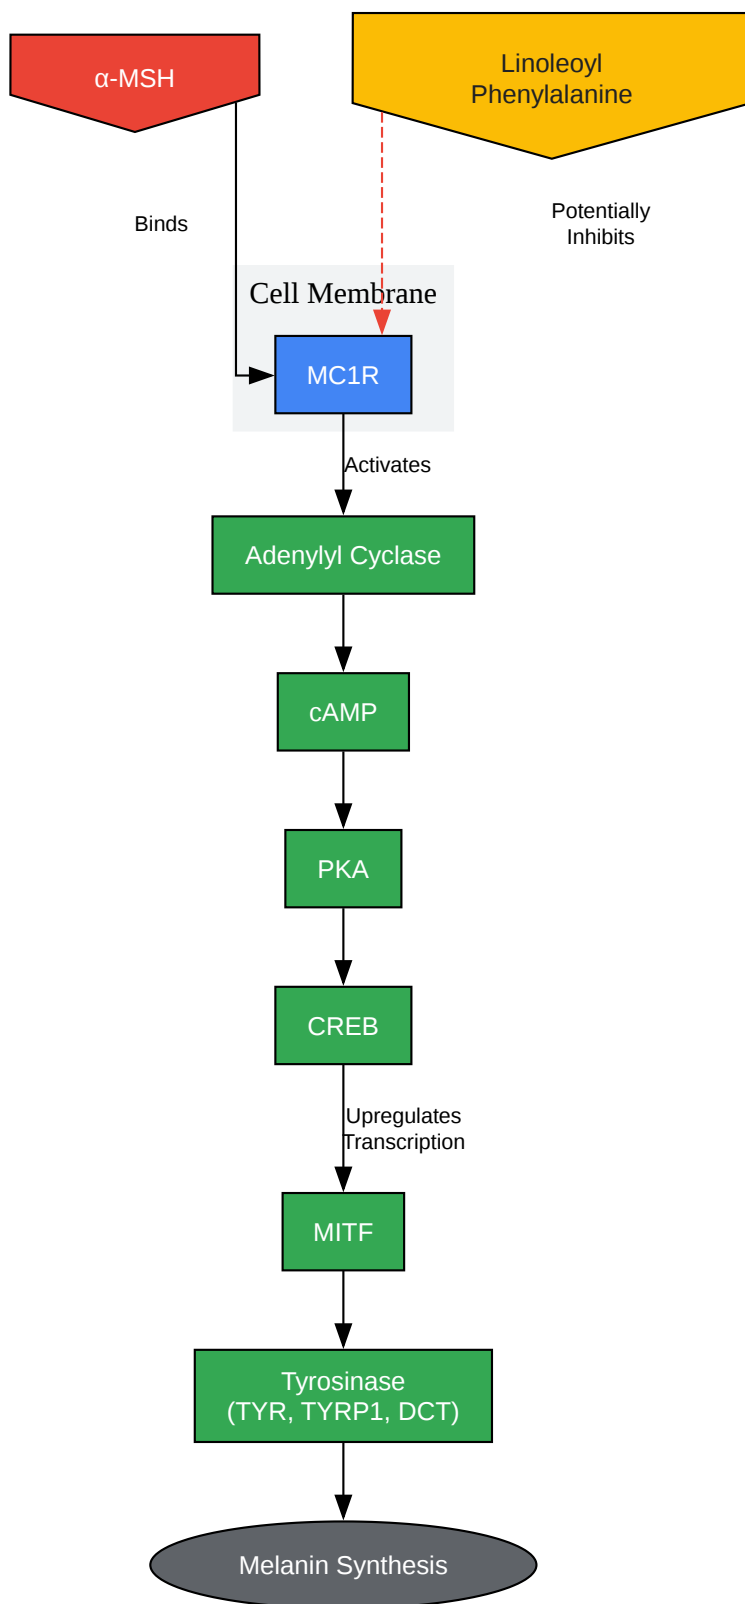 α-MSH
Linoleoyl
Phenylalanine
Binds
Potentially
Inhibits
Cell Membrane
MC1R
Activates
Adenylyl Cyclase
cAMP
PKA
CREB
Upregulates
Transcription
MITF
Tyrosinase
(TYR, TYRP1, DCT)
Melanin Synthesis